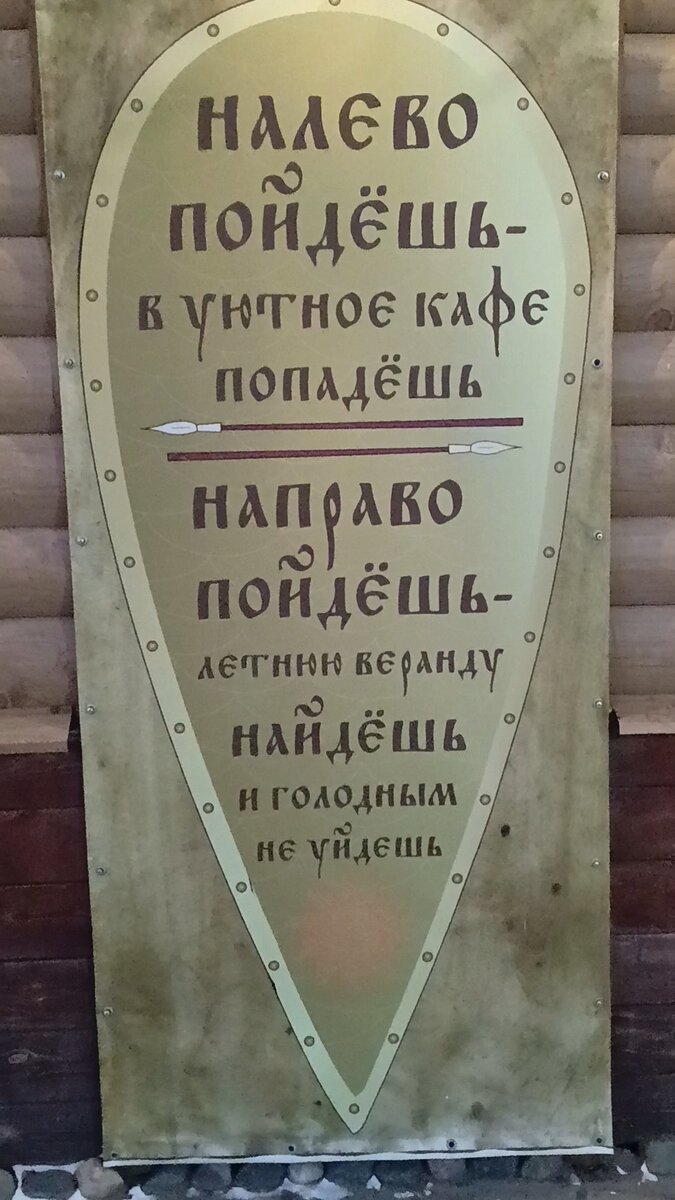 НАЛЕВО
ПОЙДЁШЬ-
В УЮТНОЕ КАФЕ
ПОПАДЁШЬ
НАПРАВО
ПОЙДЁШЬ-
ЛЕТНЮЮ ВЕРАНДУ
НАЙДЁШЬ
И ГОЛОДНЫМ
НЕ УЙДЕШЬ